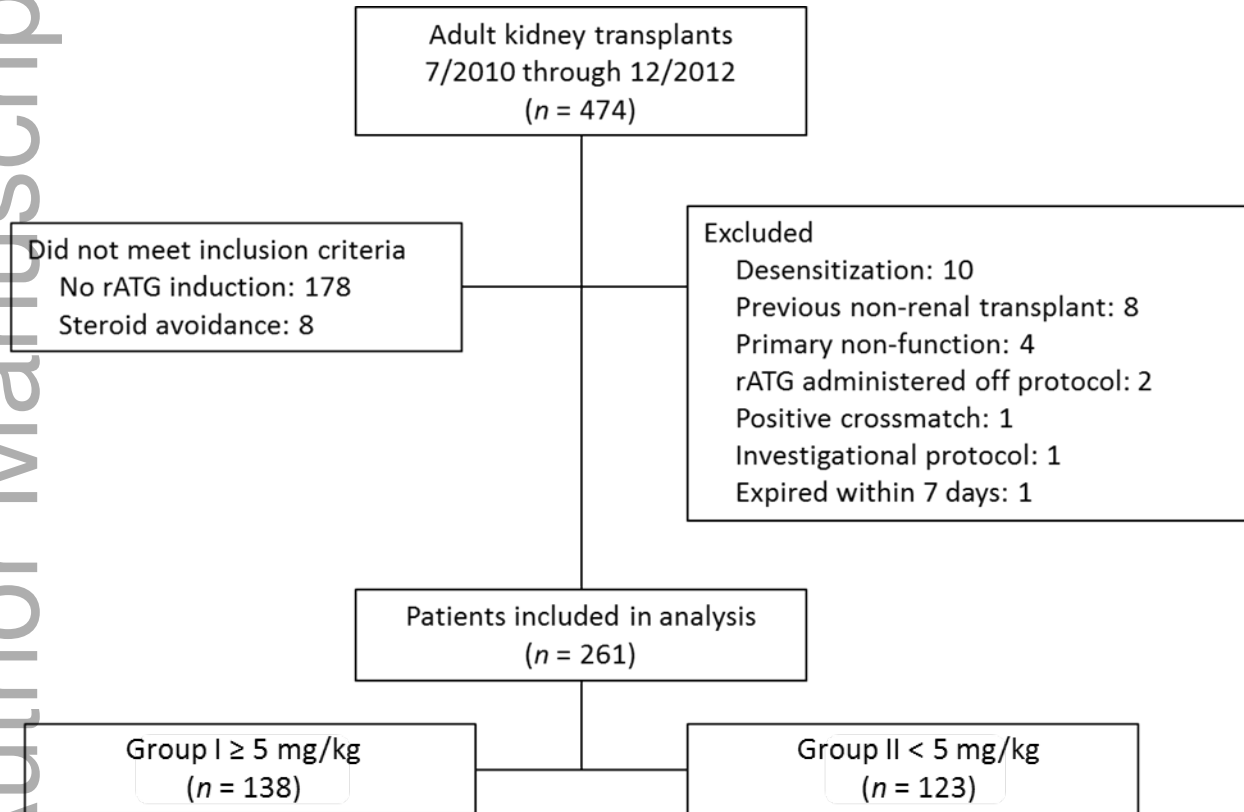 Adult kidney transplants
7/2010 through 12/2012
(n = 474)
Did not meet inclusion criteria
No rATG induction: 178
Steroid avoidance: 8
Excluded
Desensitization: 10
Previous non-renal transplant: 8
Primary non-function: 4
rATG administered off protocol: 2
Positive crossmatch: 1
Investigational protocol: 1
Expired within 7 days: 1
Patients included in analysis
(n = 261)
Group I ≥ 5 mg/kg
(n = 138)
Group II < 5 mg/kg
(n = 123)